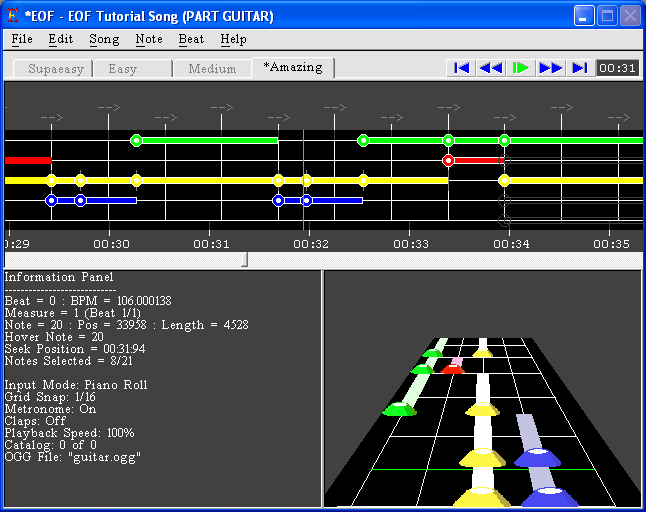 *EOF - EOF Tutorial Song (PART GUITAR)
File Edit Song Note Beat Help
Supaeasy Easy Medium *Amazing 00:31
--> --> --> --> --> --> -->
0:29 00:30 00:31 00:32 00:33 00:34 00:35
Information Panel
----------------------------
Beat = 0 : BPM = 106.000138
Measure = 1 (Beat 1/1)
Note = 20 : Pos = 33958 : Length = 4528
Hover Note = 20
Seek Position = 00:31:94
Notes Selected = 8/21
Input Mode: Piano Roll
Grid Snap: 1/16
Metronome: On
Claps: Off
Playback Speed: 100%
Catalog: 0 of 0
OGG File: "guitar.ogg"